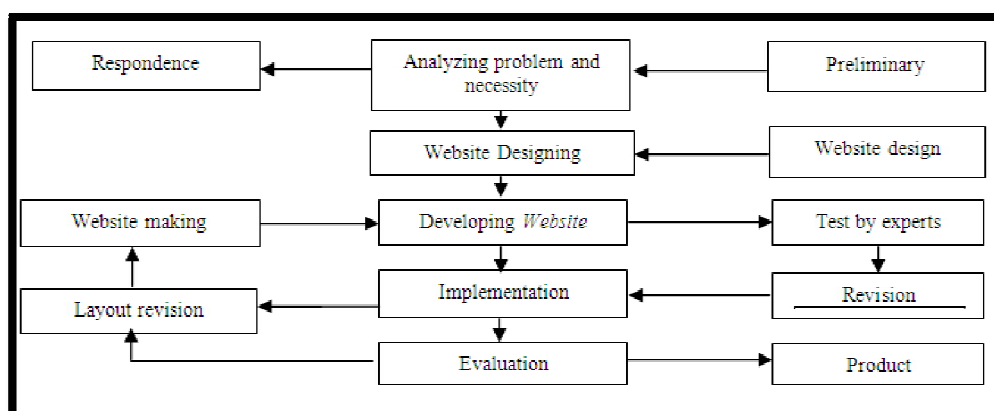 Respondence
Analyzing problem and
necessity
Preliminary
Website Designing
Website design
Website making
Developing Website
Test by experts
Layout revision
Implementation
Revision
Evaluation
Product